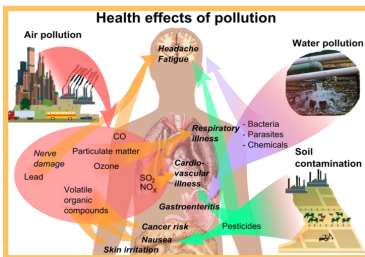 Health effects of pollution
Air pollution
Headache
Fatigue
Water pollution
CO
Particulate matter
Ozone
Nerve
damage
Lead
Volatile
organic
compounds
SO2
NOX
Respiratory
illness
Cardio-
vascular
illness
Gastroenteritis
Cancer risk
Nausea
Skin irritation
- Bacteria
- Parasites
- Chemicals
Soil
contamination
Pesticides